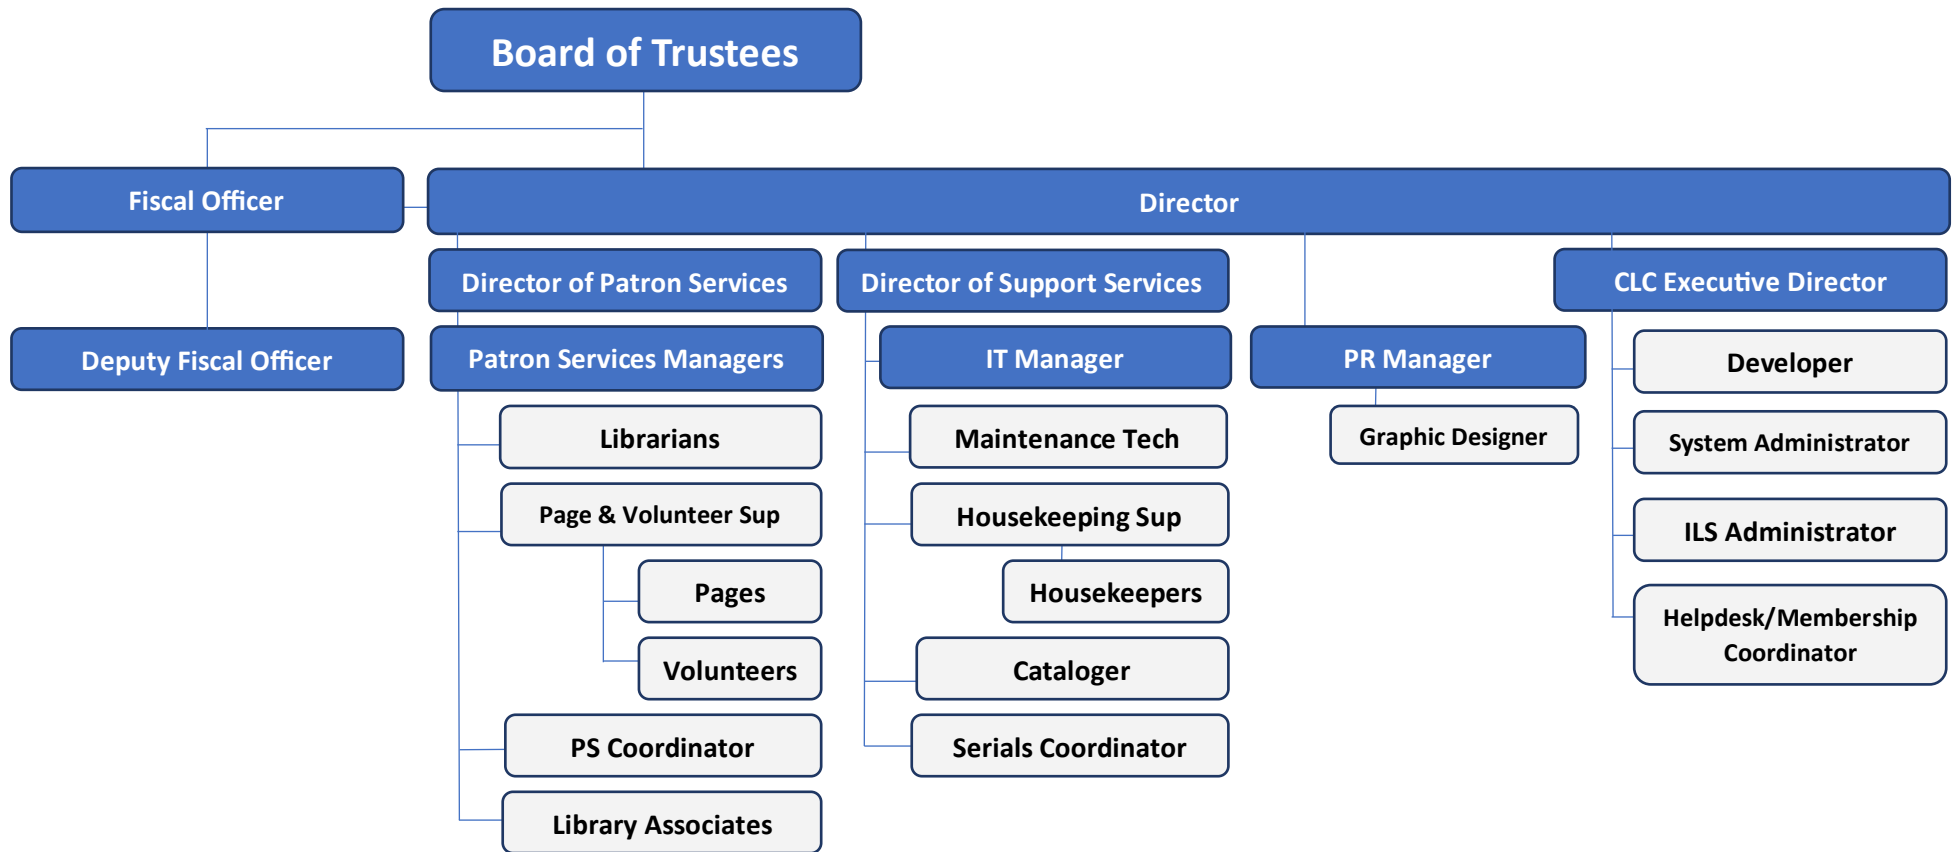 Board of Trustees
Fiscal Officer
Director
Director of Patron Services
Director of Support Services
CLC Executive Director
Deputy Fiscal Officer
Patron Services Managers
IT Manager
PR Manager
Developer
Librarians
Maintenance Tech
Graphic Designer
System Administrator
Page & Volunteer Sup
Housekeeping Sup
ILS Administrator
Pages
Housekeepers
Helpdesk/Membership
Coordinator
Volunteers
Cataloger
PS Coordinator
Serials Coordinator
Library Associates